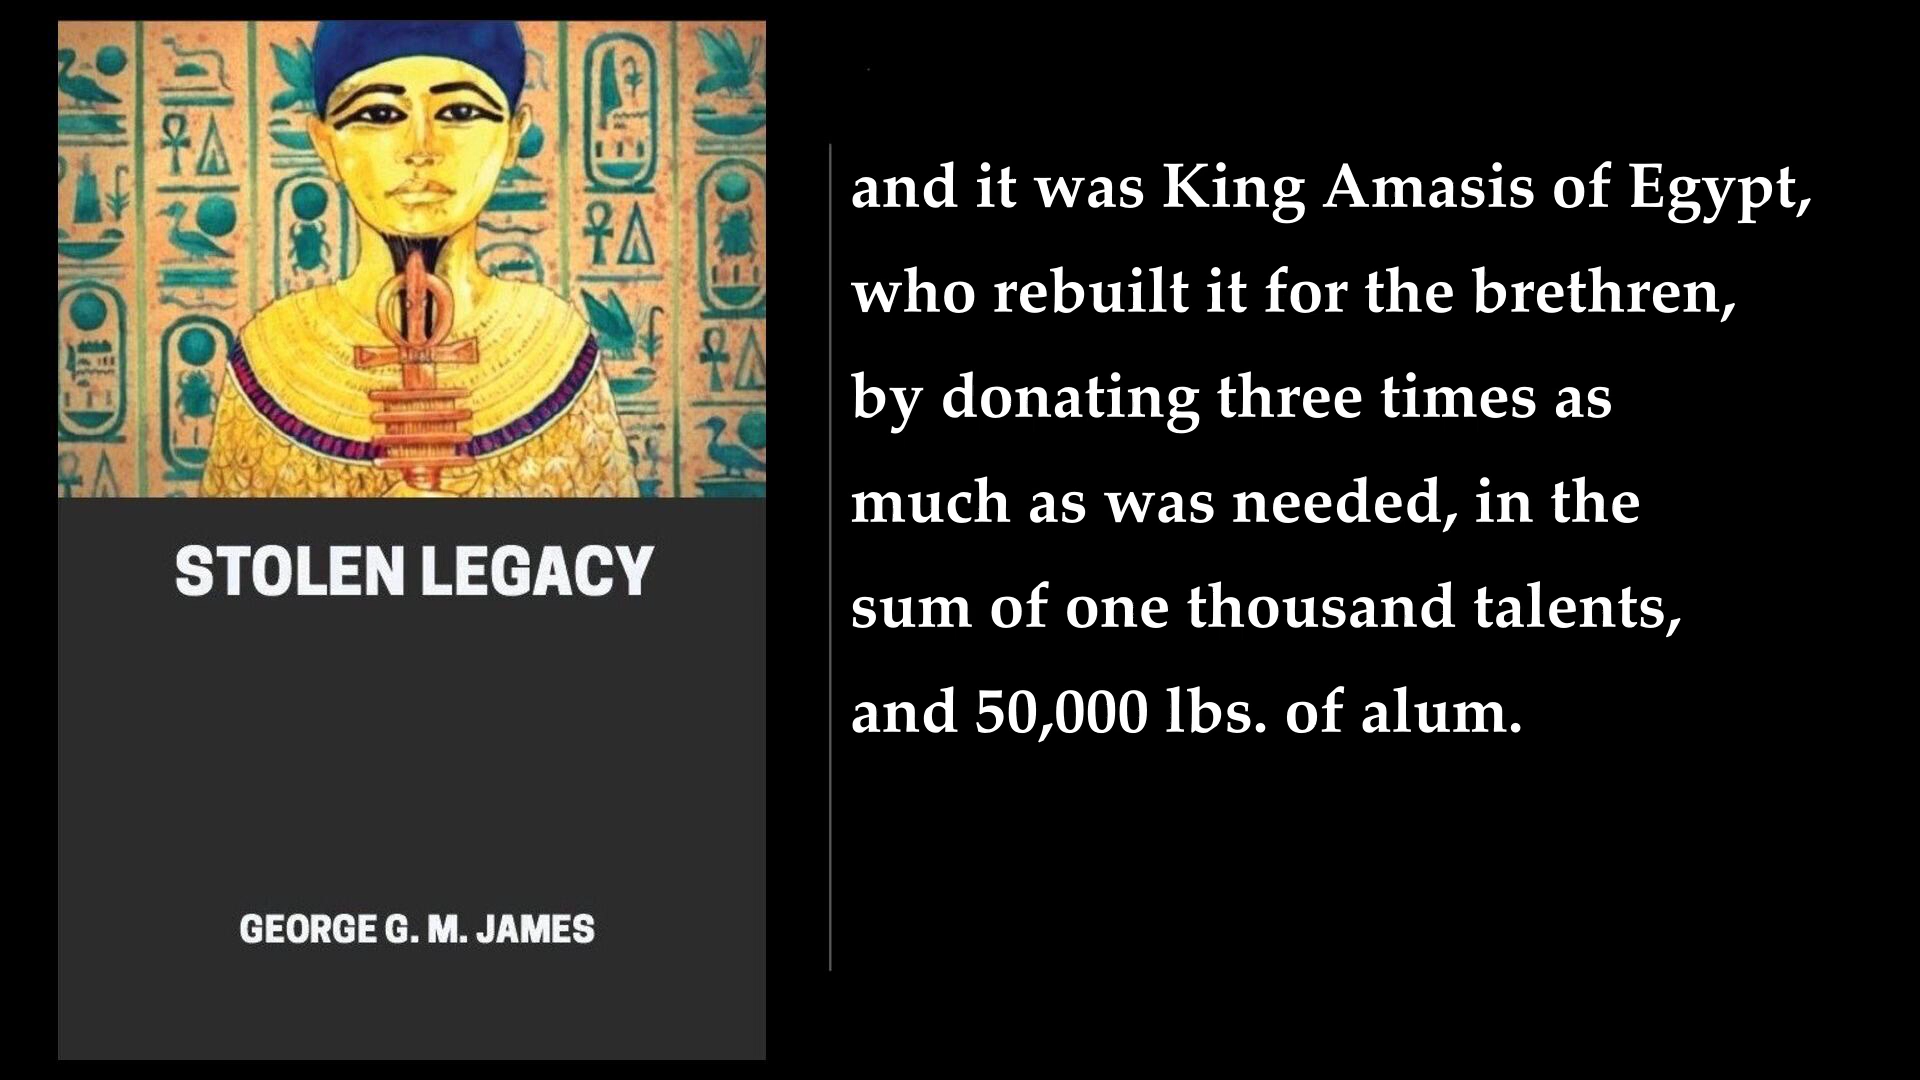 STOLEN LEGACY
GEORGE G. M. JAMES
and it was King Amasis of Egypt,
who rebuilt it for the brethren,
by donating three times as
much as was needed, in the
sum of one thousand talents,
and 50,000 lbs. of alum.